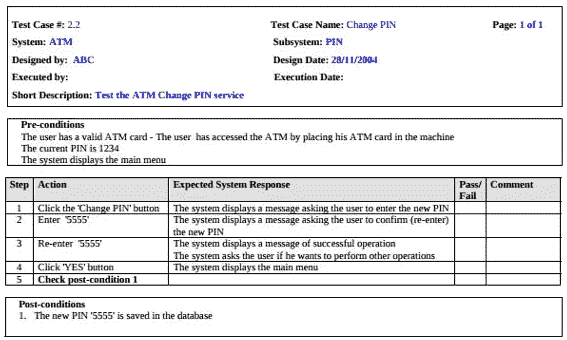 Test Case #: 2.2 Test Case Name: Change PIN Page: 1 of 1
System: ATM Subsystem: PIN
Designed by: ABC Design Date: 28/11/2004
Executed by: Execution Date:
Short Description: Test the ATM Change PIN service
Pre-conditions
The user has a valid ATM card - The user has accessed the ATM by placing his ATM card in the machine
The current PIN is 1234
The system displays the main menu
Step Action Expected System Response Pass/ Comment
Fail
1 Click the 'Change PIN' button The system displays a message asking the user to enter the new PIN
2 Enter '5555' The system displays a message asking the user to confirm (re-enter)
the new PIN
3 Re-enter '5555' The system displays a message of successful operation
The system asks the user if he wants to perform other operations
4 Click 'YES' button The system displays the main menu
5 Check post-condition 1
Post-conditions
1. The new PIN '5555' is saved in the database